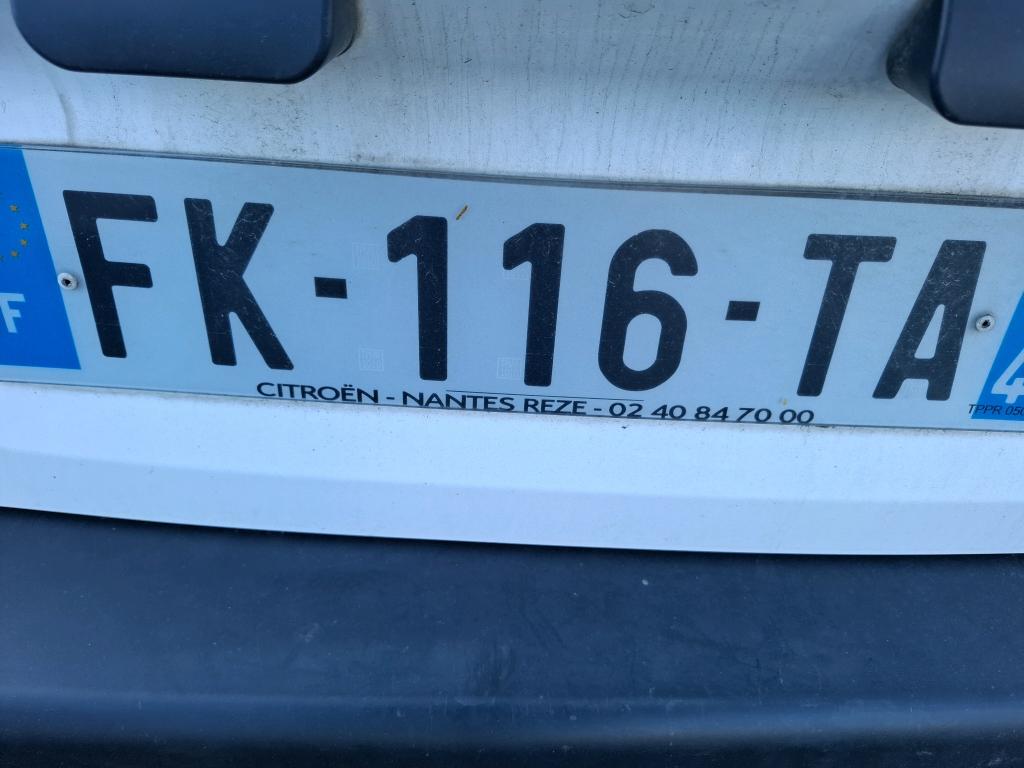 F
FK-116-TA
CITROËN - NANTES REZE - 02 40 84 70 00